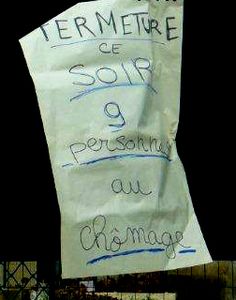 FERMETURE
CE
SOIR
9
personnes
au
chômage